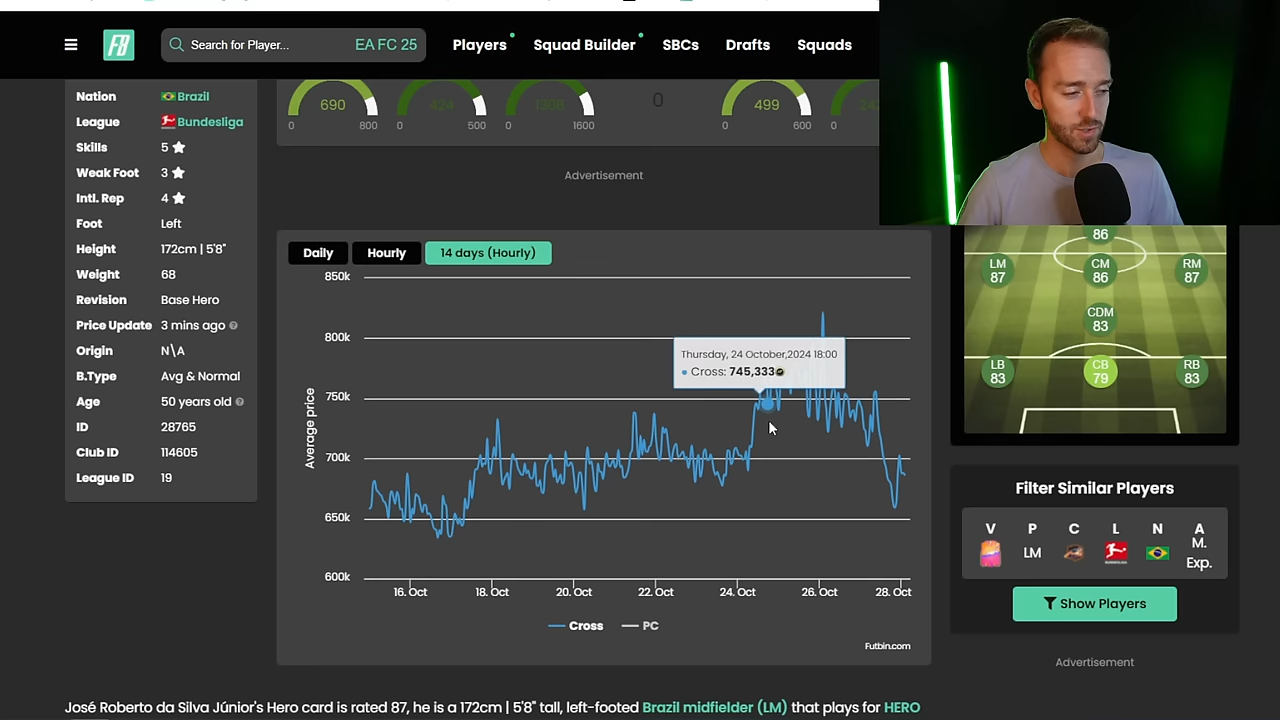 F8
Search for Player...
EA FC 25
Players
Squad Builder
SBCs
Drafts
Squads
Nation Brazil
League Bundesliga
Skills 5
Weak Foot 3
Intl. Rep 4
Foot Left
Height 172cm | 5'8"
Weight 68
Revision Base Hero
Price Update 3 mins ago
Origin N\A
B.Type Avg & Normal
Age 50 years old
ID 28765
Club ID 114605
League ID 19
690
0 800
424
0 500
1308
0 1600
0
499
0 600
0
Advertisement
Daily
Hourly
14 days (Hourly)
Average price
850k
800k
750k
700k
650k
600k
Thursday, 24 October,2024 18:00
Cross: 745,333
16. Oct
18. Oct
20. Oct
22. Oct
24. Oct
26. Oct
28. Oct
Cross
PC
Futbin.com
86
LM
87
CM
86
RM
87
CDM
83
LB
83
CB
79
RB
83
Filter Similar Players
V P C L N A
LM
M.
Exp.
Show Players
Advertisement
José Roberto da Silva Júnior's Hero card is rated 87, he is a 172cm | 5'8" tall, left-footed Brazil midfielder (LM) that plays for HERO